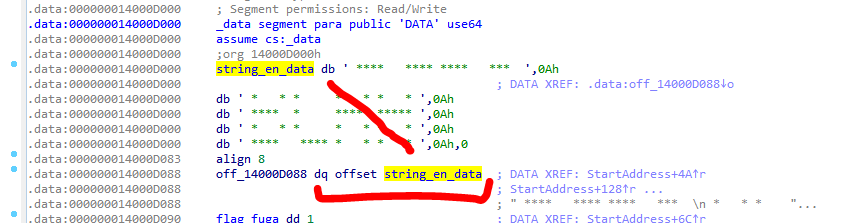 .data:000000014000D000 ; Segment permissions: Read/Write
.data:000000014000D000 _data segment para public 'DATA' use64
.data:000000014000D000 assume cs:_data
.data:000000014000D000 ;org 14000D000h
.data:000000014000D000 string_en_data db ' ****   **** ****   ***  ',0Ah
.data:000000014000D000 ; DATA XREF: .data:off_14000D088↓o
.data:000000014000D000 db ' *   * *      *   * *   * ',0Ah
.data:000000014000D000 db ' ****  *      **** ***** ',0Ah
.data:000000014000D000 db ' *   * *      *   * *   * ',0Ah
.data:000000014000D000 db ' ****   **** *   * *   * ',0Ah,0
.data:000000014000D083 align 8
.data:000000014000D088 off_14000D088 dq offset string_en_data ; DATA XREF: StartAddress+4A↑r
.data:000000014000D088 ; StartAddress+128↑r ...
.data:000000014000D088 ; " ****   **** ****   ***  \n *   * *    "...
.data:000000014000D090 flag_fuga dd 1 ; DATA XREF: StartAddress+6C↑r